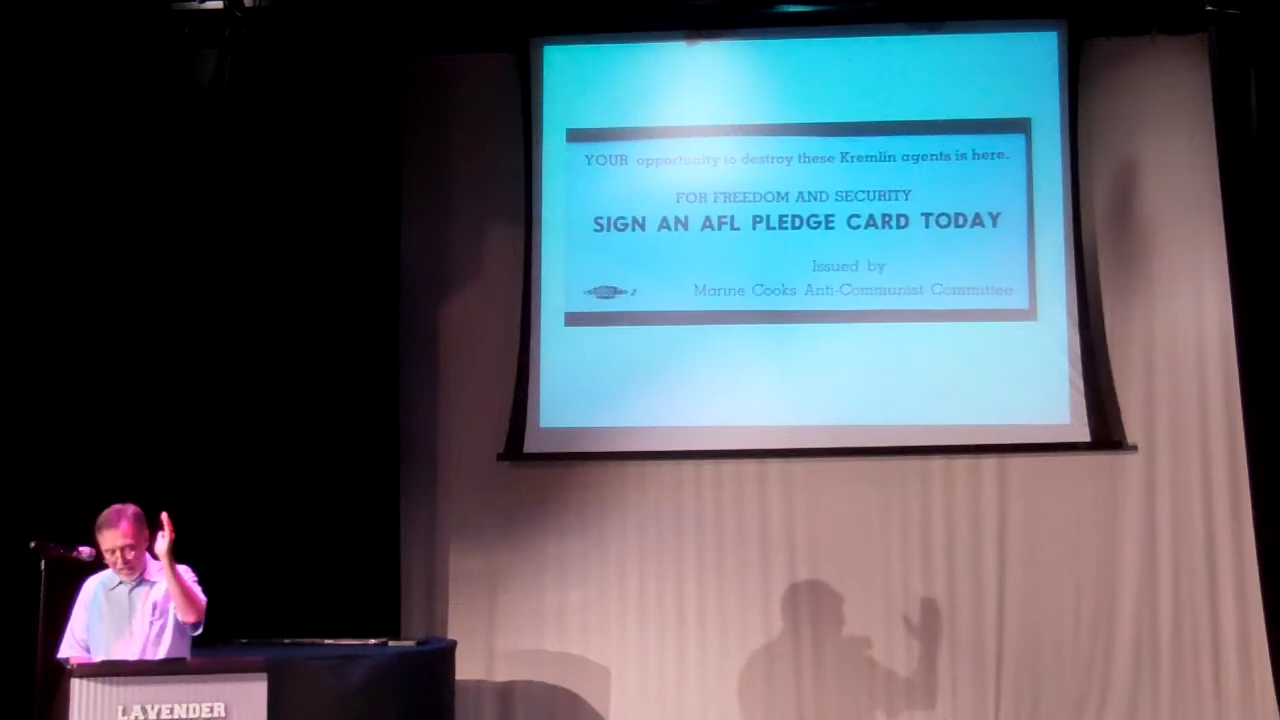 YOUR opportunity to destroy these Kremlin agents is here.
FOR FREEDOM AND SECURITY
SIGN AN AFL PLEDGE CARD TODAY
Issued by
Marine Cooks Anti-Communist Committee
LAVENDER